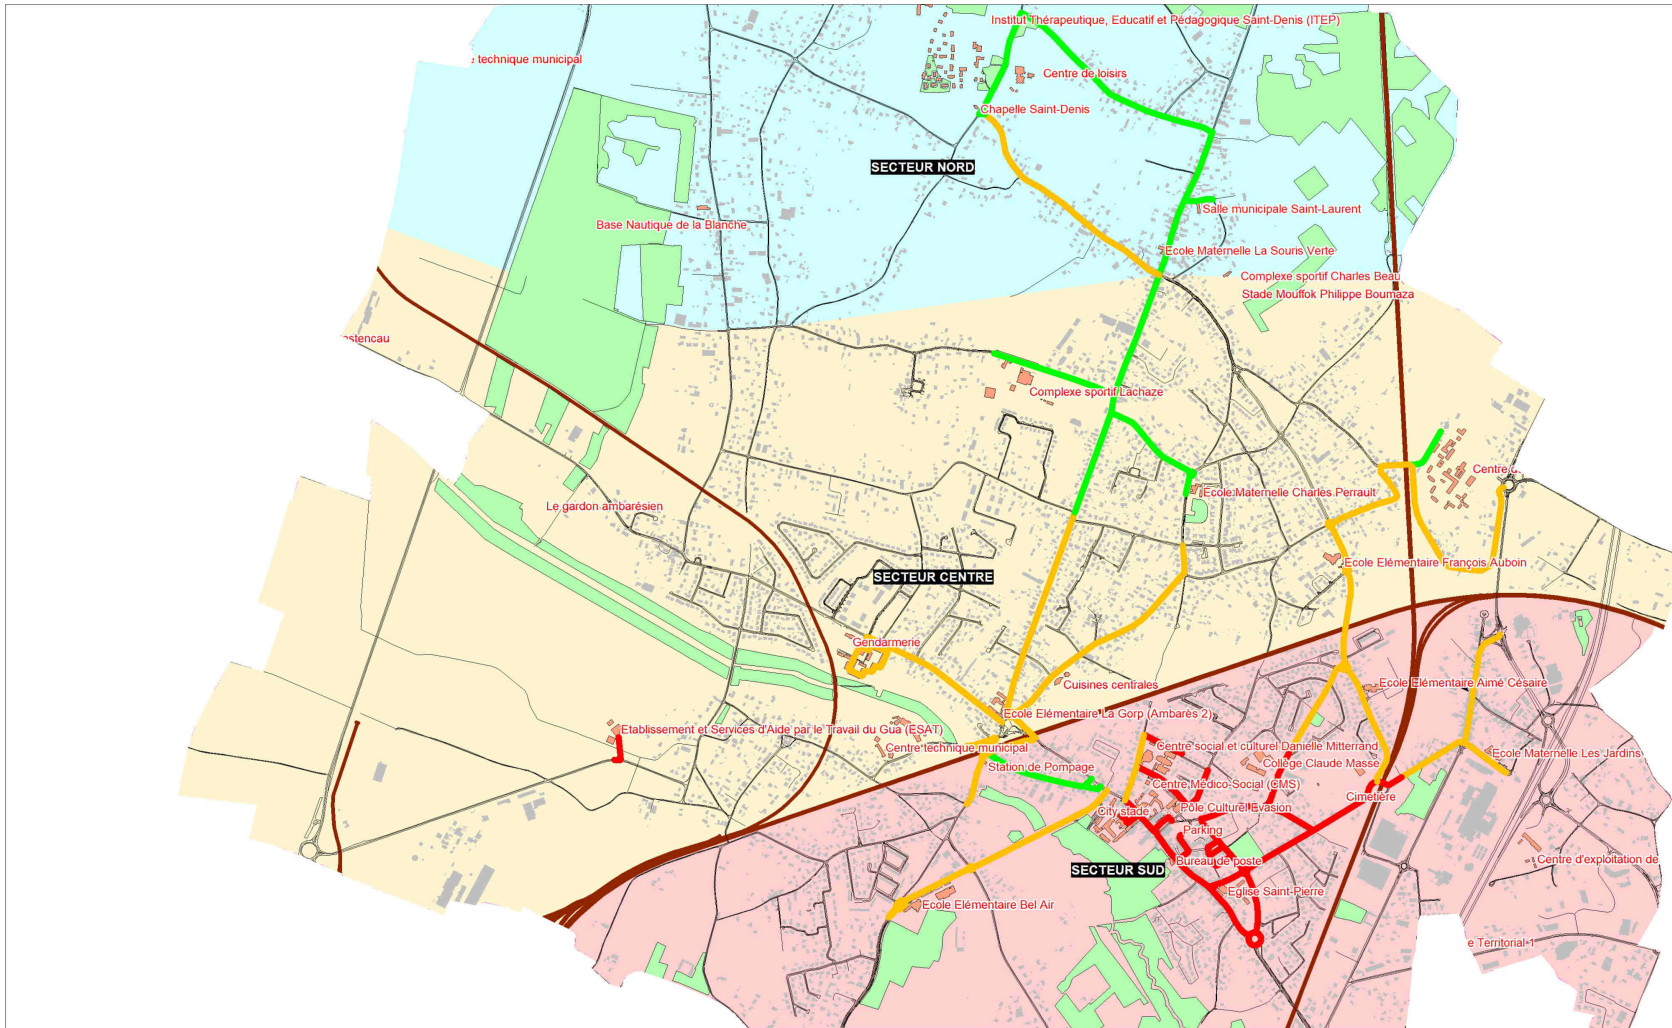 Institut Thérapeutique, Educatif et Pédagogique Saint-Denis (ITEP)
technique municipal
Centre de loisirs
Chapelle Saint-Denis
SECTEUR NORD
Salle municipale Saint-Laurent
Base Nautique de la Blanche
Ecole Maternelle La Souris Verte
Complexe sportif Charles Beau
Stade Mouffok Philippe Boumaza
astencau
Complexe sportif Lachaze
Centre d
Ecole Maternelle Charles Perrault
Le gardon ambarésien
Ecole Elémentaire François Auboin
SECTEUR CENTRE
Gendarmerie
Cuisines centrales
Ecole Elémentaire Aimé Césaire
Ecole Elémentaire La Gorp (Ambarès 2)
Etablissement et Services d'Aide par le Travail du Gua (ESAT)
Centre technique municipal
Centre social et culturel Danielle Mitterrand
Ecole Maternelle Les Jardins
Station de Pompage
Collège Claude Masse
Centre Médico-Social (CMS)
Cimetière
City stade
Pôle Culturel Evasion
Parking
Bureau de poste
Centre d'exploitation de
SECTEUR SUD
Eglise Saint-Pierre
Ecole Elémentaire Bel Air
e Territorial 1